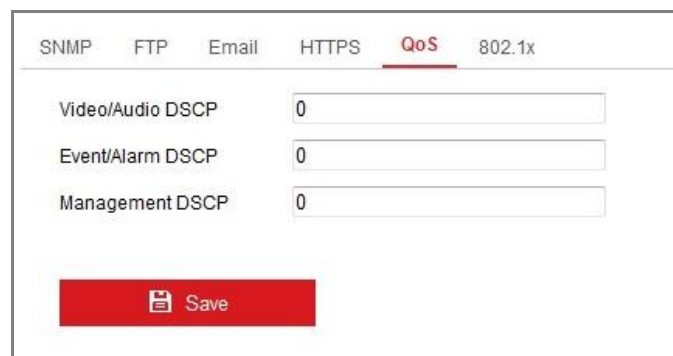 SNMP FTP Email HTTPS QoS 802.1x
Video/Audio DSCP 0
Event/Alarm DSCP 0
Management DSCP 0
Save